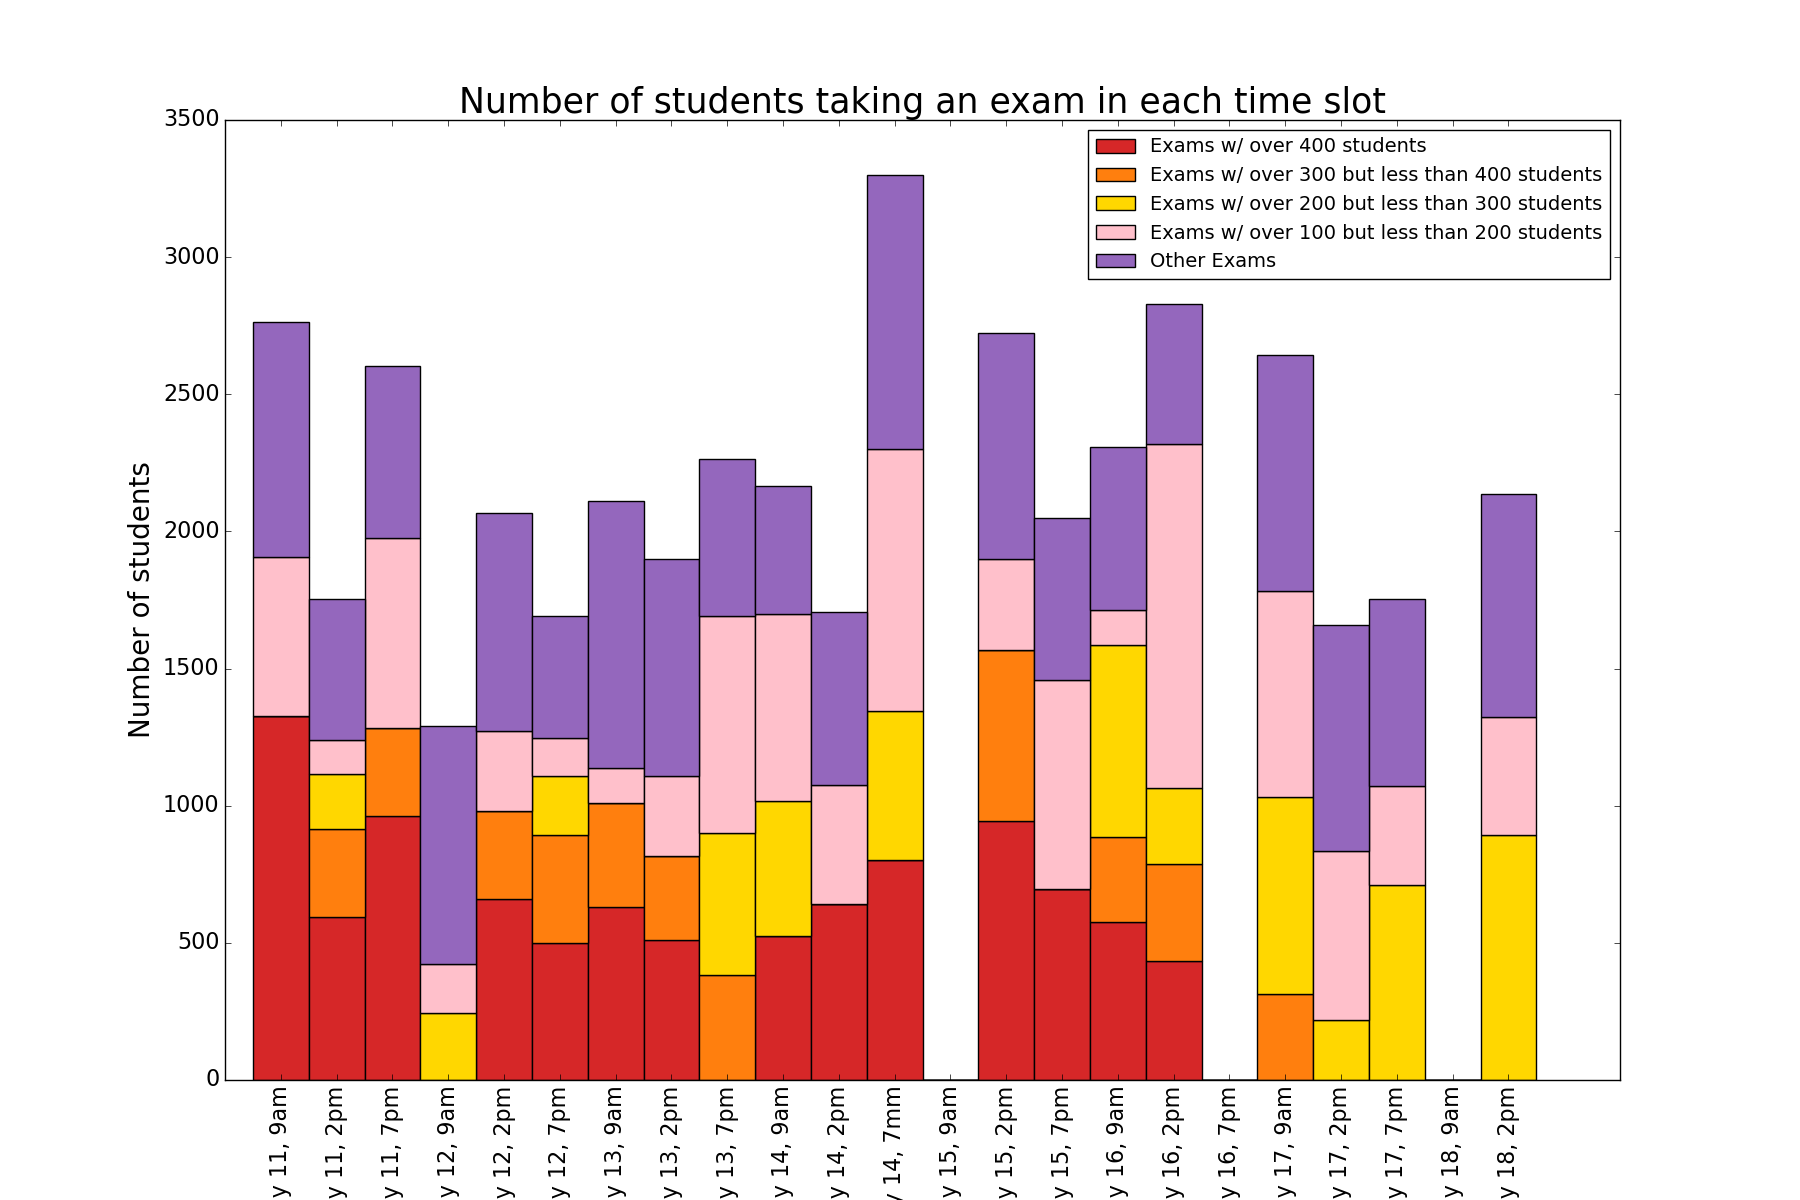 Number of students taking an exam in each time slot
3500
3000
2500
2000
1500
1000
500
0
Number of students
Exams w/ over 400 students
Exams w/ over 300 but less than 400 students
Exams w/ over 200 but less than 300 students
Exams w/ over 100 but less than 200 students
Other Exams
y 11, 9am
y 11, 2pm
y 11, 7pm
y 12, 9am
y 12, 2pm
y 12, 7pm
y 13, 9am
y 13, 2pm
y 13, 7pm
y 14, 9am
y 14, 2pm
y 14, 7mm
y 15, 9am
y 15, 2pm
y 15, 7pm
y 16, 9am
y 16, 2pm
y 16, 7pm
y 17, 9am
y 17, 2pm
y 17, 7pm
y 18, 9am
y 18, 2pm